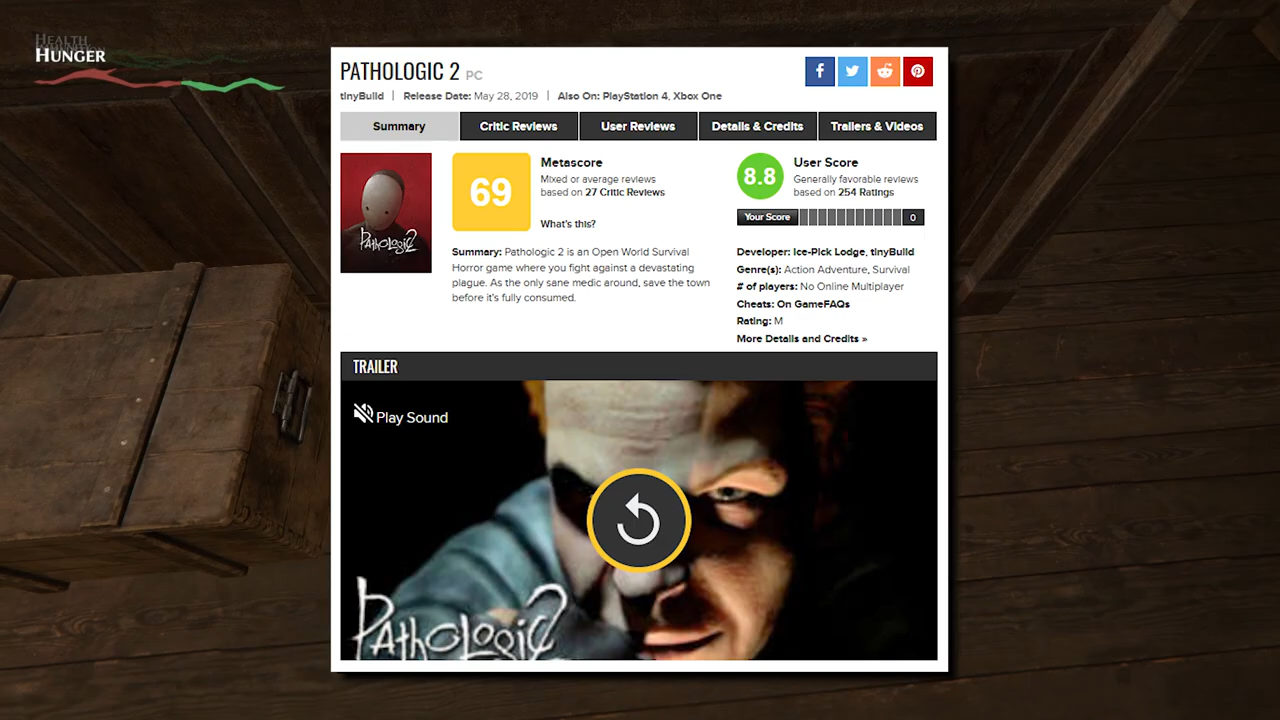 HEALTH
HUNGER
PATHOLOGIC 2 PC
tinyBuild | Release Date: May 28, 2019 | Also On: PlayStation 4, Xbox One
Summary Critic Reviews User Reviews Details & Credits Trailers & Videos
69
Metascore
Mixed or average reviews
based on 27 Critic Reviews
What's this?
8.8
User Score
Generally favorable reviews
based on 254 Ratings
Your Score 0
PATHOLOGIC 2
Summary: Pathologic 2 is an Open World Survival
Horror game where you fight against a devastating
plague. As the only sane medic around, save the town
before it's fully consumed.
Developer: Ice-Pick Lodge, tinyBuild
Genre(s): Action Adventure, Survival
# of players: No Online Multiplayer
Cheats: On GameFAQs
Rating: M
More Details and Credits »
TRAILER
Play Sound
PATHOLOGIC 2